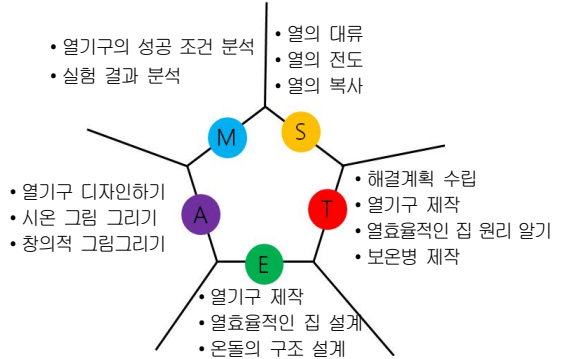 • 열기구의 성공 조건 분석
• 실험 결과 분석
• 열의 대류
• 열의 전도
• 열의 복사
M
S
• 열기구 디자인하기
• 시온 그림 그리기
• 창의적 그림그리기
A
T
• 해결계획 수립
• 열기구 제작
• 열효율적인 집 원리 알기
• 보온병 제작
E
• 열기구 제작
• 열효율적인 집 설계
• 온돌의 구조 설계